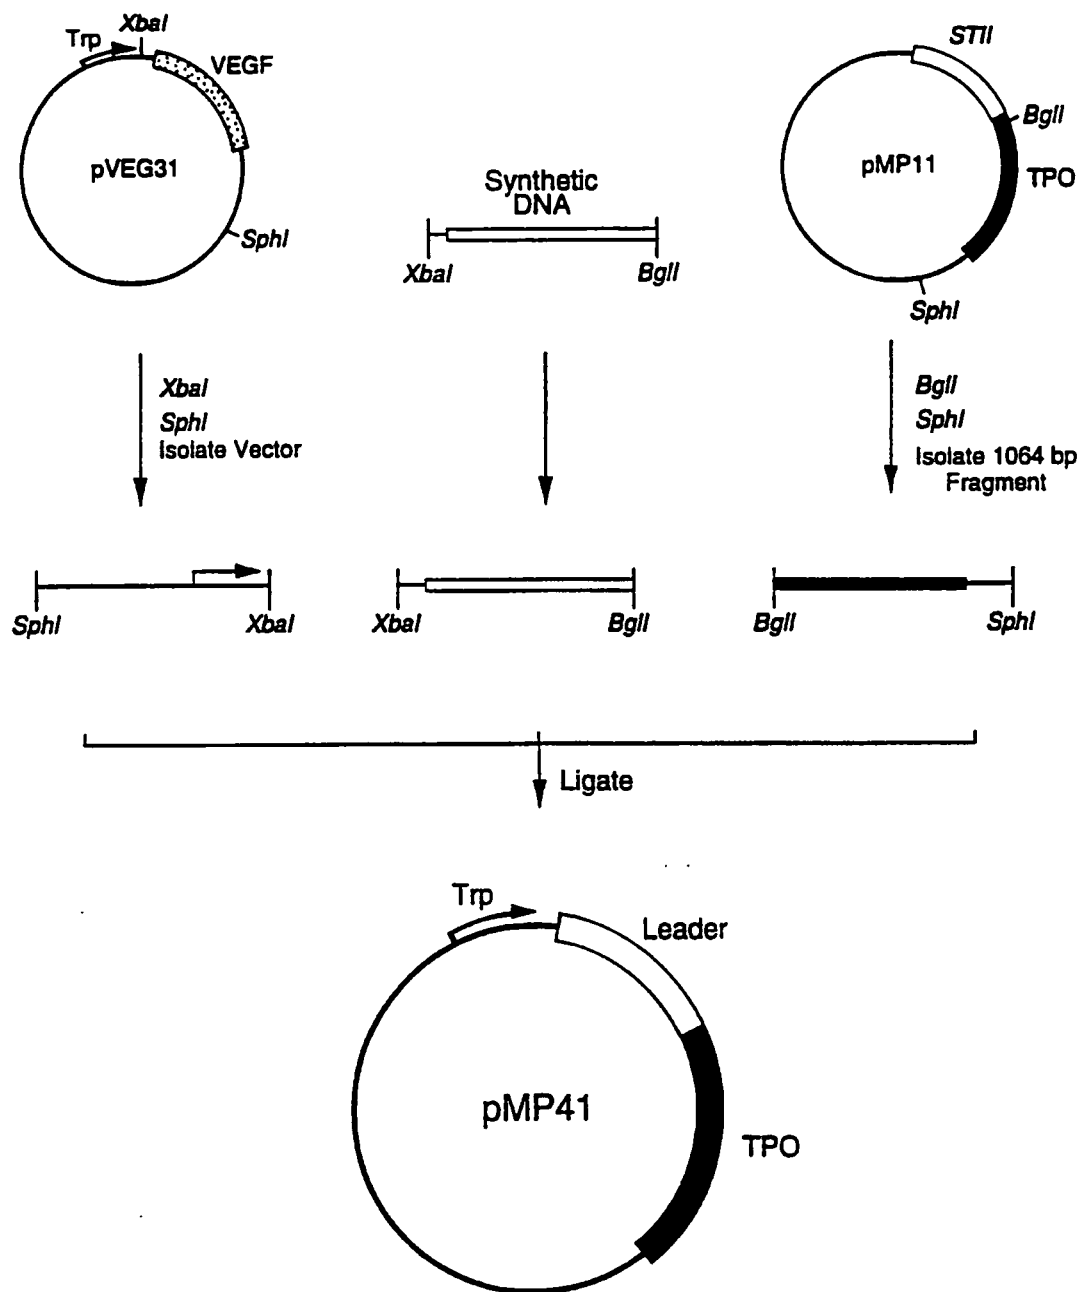 XbaI
Trp
VEGF
pVEG31
SphI
Synthetic
DNA
XbaI
BglI
STII
BglI
pMP11
TPO
SphI
XbaI
SphI
Isolate Vector
BglI
SphI
Isolate 1064 bp
Fragment
SphI
XbaI
XbaI
BglI
BglI
SphI
Ligate
Trp
Leader
pMP41
TPO